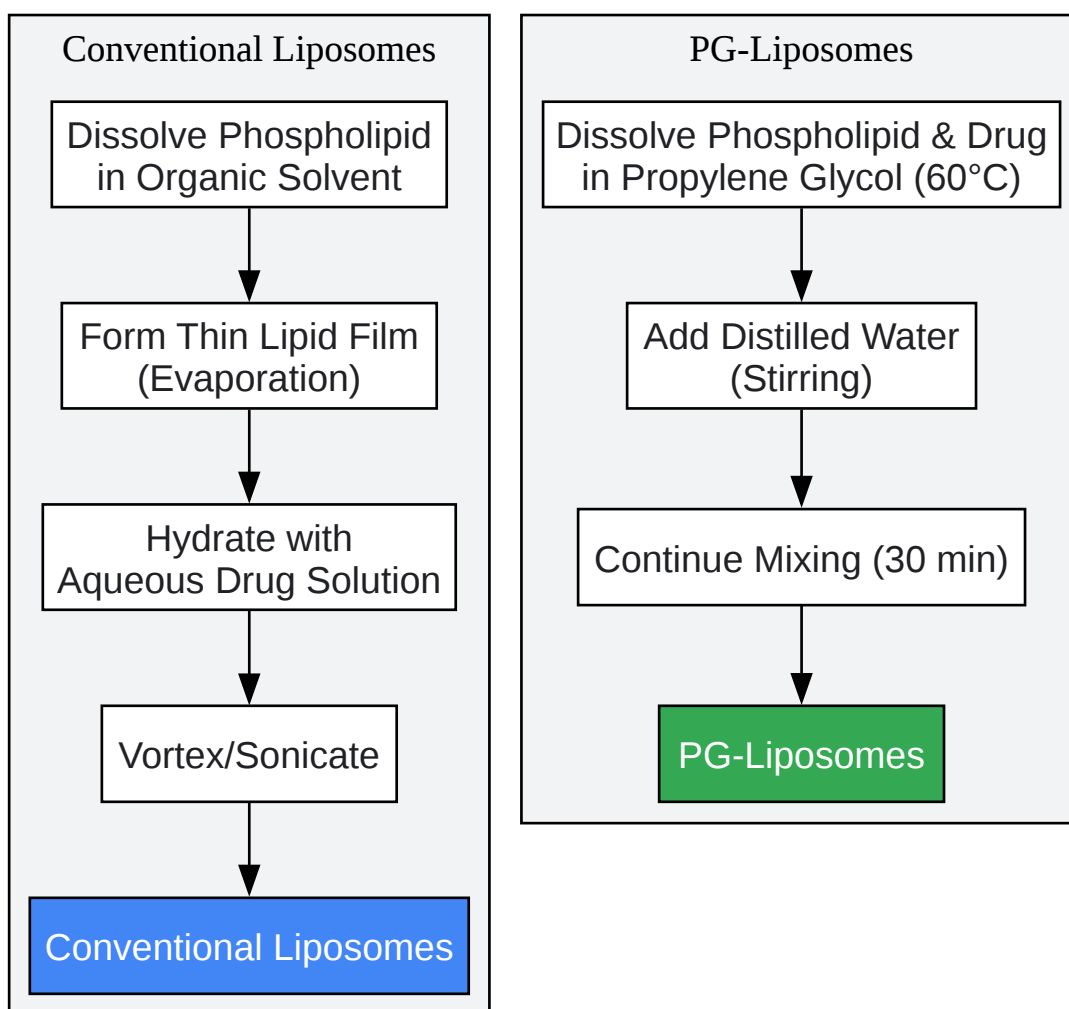 Conventional Liposomes
Dissolve Phospholipid
in Organic Solvent
Form Thin Lipid Film
(Evaporation)
Hydrate with
Aqueous Drug Solution
Vortex/Sonicate
Conventional Liposomes
PG-Liposomes
Dissolve Phospholipid & Drug
in Propylene Glycol (60°C)
Add Distilled Water
(Stirring)
Continue Mixing (30 min)
PG-Liposomes